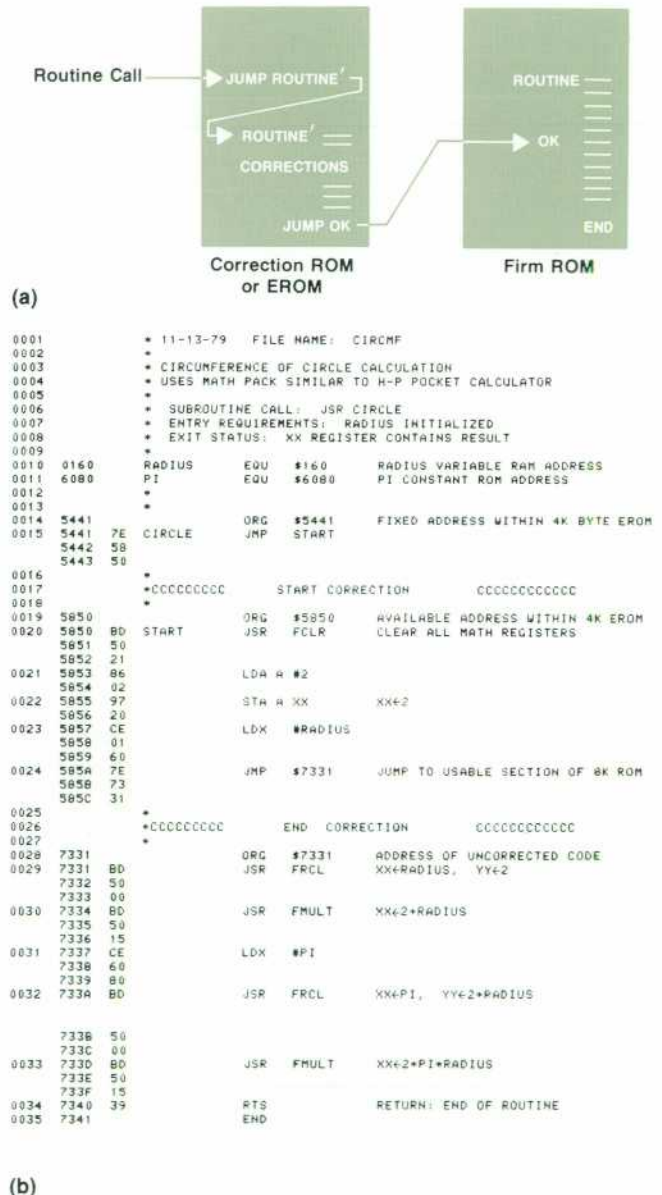 Routine Call
JUMP ROUTINE'
ROUTINE'
CORRECTIONS
JUMP OK
ROUTINE
OK
END
Correction ROM
or EROM
Firm ROM
(a)
0001 * 11-13-79 FILE NAME: CIRCMF
0002 *
0003 * CIRCUMFERENCE OF CIRCLE CALCULATION
0004 * USES MATH PACK SIMILAR TO H-P POCKET CALCULATOR
0005 *
0006 * SUBROUTINE CALL: JSR CIRCLE
0007 * ENTRY REQUIREMENTS: RADIUS INITIALIZED
0008 * EXIT STATUS: XX REGISTER CONTAINS RESULT
0009 *
0010 0160 RADIUS EQU $160 RADIUS VARIABLE RAM ADDRESS
0011 6080 PI EQU $6080 PI CONSTANT ROM ADDRESS
0012 *
0013 *
0014 5441 ORG $5441 FIXED ADDRESS WITHIN 4K BYTE EROM
0015 5441 7E CIRCLE JMP START
5442 58
5443 50
0016 *
0017 *CCCCCCCCC START CORRECTION CCCCCCCCCCCC
0018 *
0019 5850 ORG $5850 AVAILABLE ADDRESS WITHIN 4K EROM
0020 5850 BD START JSR FCLR CLEAR ALL MATH REGISTERS
5851 50
5852 21
0021 5853 86 LDA A #2
5854 02
0022 5855 97 STA A XX XX←2
5856 20
0023 5857 CE LDX #RADIUS
5858 01
5859 60
0024 585A 7E JMP $7331 JUMP TO USABLE SECTION OF 8K ROM
585B 73
585C 31
0025 *
0026 *CCCCCCCCC END CORRECTION CCCCCCCCCCCC
0027 *
0028 7331 ORG $7331 ADDRESS OF UNCORRECTED CODE
0029 7331 BD JSR FRCL XX←RADIUS, YY←2
7332 50
7333 00
0030 7334 BD JSR FMULT XX←2*RADIUS
7335 50
7336 15
0031 7337 CE LDX #PI
7338 60
7339 80
0032 733A BD JSR FRCL XX←PI, YY←2*RADIUS
733B 50
733C 00
0033 733D BD JSR FMULT XX←2*PI*RADIUS
733E 50
733F 15
0034 7340 39 RTS RETURN: END OF ROUTINE
0035 7341 END
(b)